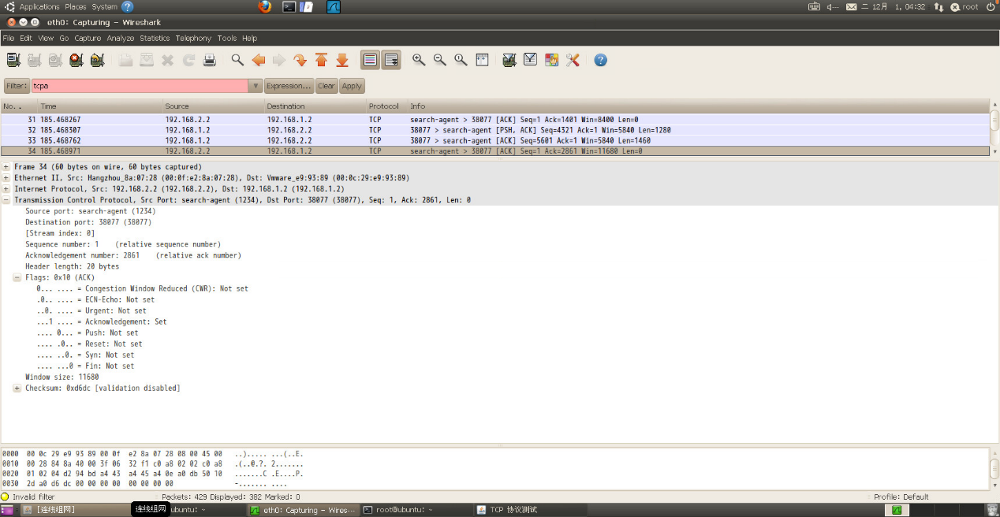 Applications Places System 二 12月 1, 04:32 root
eth0: Capturing - Wireshark
File Edit View Go Capture Analyze Statistics Telephony Tools Help
Filter: tcpa Expression... Clear Apply
No. . Time Source Destination Protocol Info
31 185.468267 192.168.2.2 192.168.1.2 TCP search-agent > 38077 [ACK] Seq=1 Ack=1401 Win=8400 Len=0
32 185.468307 192.168.1.2 192.168.2.2 TCP 38077 > search-agent [PSH, ACK] Seq=4321 Ack=1 Win=5840 Len=1280
33 185.468762 192.168.1.2 192.168.2.2 TCP 38077 > search-agent [ACK] Seq=5601 Ack=1 Win=5840 Len=1460
34 185.468971 192.168.2.2 192.168.1.2 TCP search-agent > 38077 [ACK] Seq=1 Ack=2861 Win=11680 Len=0
Frame 34 (60 bytes on wire, 60 bytes captured)
Ethernet II, Src: Hangzhou_8a:07:28 (00:0f:e2:8a:07:28), Dst: Vmware_e9:93:89 (00:0c:29:e9:93:89)
Internet Protocol, Src: 192.168.2.2 (192.168.2.2), Dst: 192.168.1.2 (192.168.1.2)
Transmission Control Protocol, Src Port: search-agent (1234), Dst Port: 38077 (38077), Seq: 1, Ack: 2861, Len: 0
Source port: search-agent (1234)
Destination port: 38077 (38077)
[Stream index: 0]
Sequence number: 1 (relative sequence number)
Acknowledgement number: 2861 (relative ack number)
Header length: 20 bytes
Flags: 0x10 (ACK)
0... .... = Congestion Window Reduced (CWR): Not set
.0.. .... = ECN-Echo: Not set
..0. .... = Urgent: Not set
...1 .... = Acknowledgement: Set
.... 0... = Push: Not set
.... .0.. = Reset: Not set
.... ..0. = Syn: Not set
.... ...0 = Fin: Not set
Window size: 11680
Checksum: 0xd6dc [validation disabled]
0000 00 0c 29 e9 93 89 00 0f e2 8a 07 28 08 00 45 00 ..)..... ...(..E.
0010 00 28 84 8a 40 00 3f 06 32 f1 c0 a8 02 02 c0 a8 .(..@.?. 2.......
0020 01 02 04 d2 94 bd a4 43 a4 45 a4 0e a0 db 50 10 .......C .E....P.
0030 2d a0 d6 dc 00 00 00 00 00 00 00 00 -....... ....
Invalid filter Packets: 429 Displayed: 382 Marked: 0 Profile: Default
[连线组网] 连线组网 ubuntu: ~ eth0: Capturing - Wires... root@ubuntu: ~ TCP 协议测试